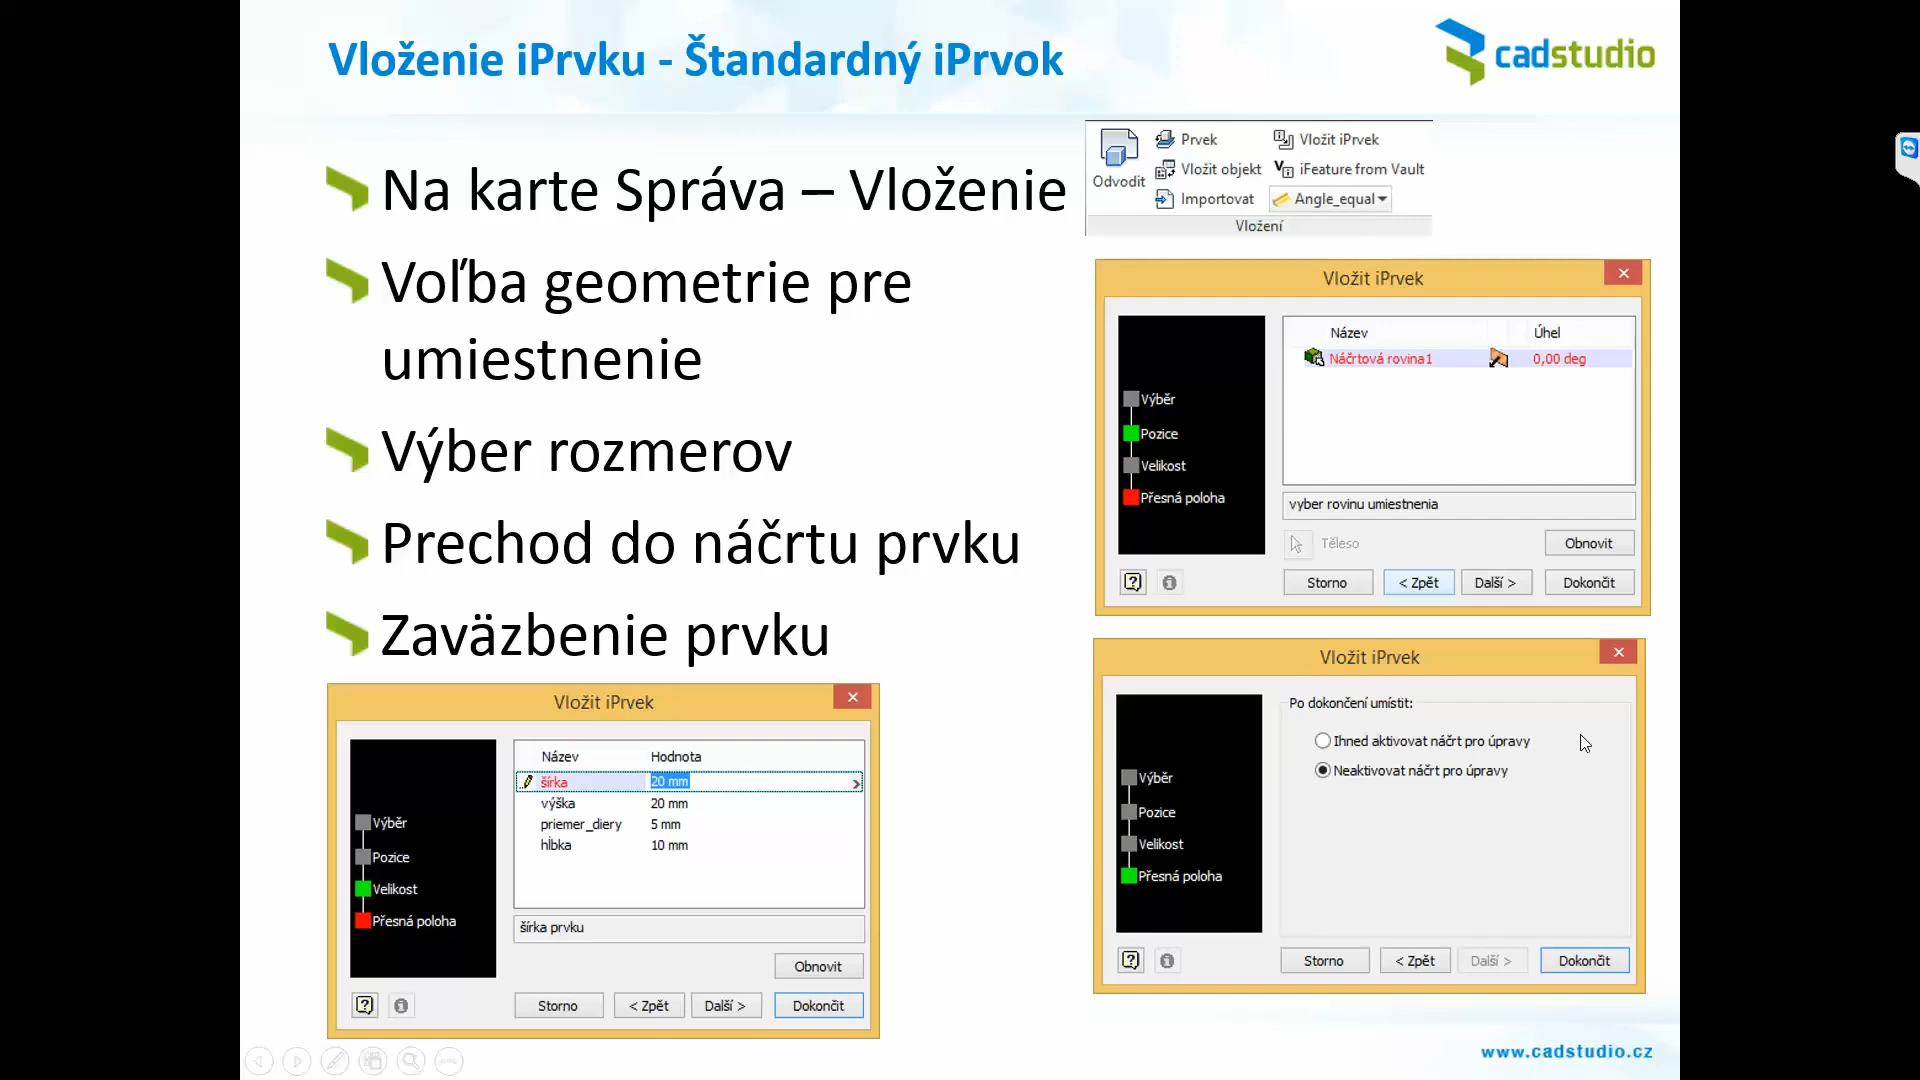 Vloženie iPrvku - Štandardný iPrvok
cadstudio
Na karte Správa – Vloženie
Voľba geometrie pre
umiestnenie
Výber rozmerov
Prechod do náčrtu prvku
Zaväzbenie prvku
Odvodit
Prvek
Vložit iPrvek
Vložit objekt
iFeature from Vault
Importovat
Angle_equal
Vložení
Vložit iPrvek
Výběr
Pozice
Velikost
Přesná poloha
Název Úhel
Náčrtová rovina1 0,00 deg
vyber rovinu umiestnenia
Těleso
Obnovit
Storno
< Zpět
Další >
Dokončit
Vložit iPrvek
Výběr
Pozice
Velikost
Přesná poloha
Název Hodnota
šírka 20 mm
výška 20 mm
priemer_diery 5 mm
hĺbka 10 mm
šírka prvku
Obnovit
Storno
< Zpět
Další >
Dokončit
Vložit iPrvek
Výběr
Pozice
Velikost
Přesná poloha
Po dokončení umístit:
Ihned aktivovat náčrt pro úpravy
Neaktivovat náčrt pro úpravy
Storno
< Zpět
Další >
Dokončit
www.cadstudio.cz